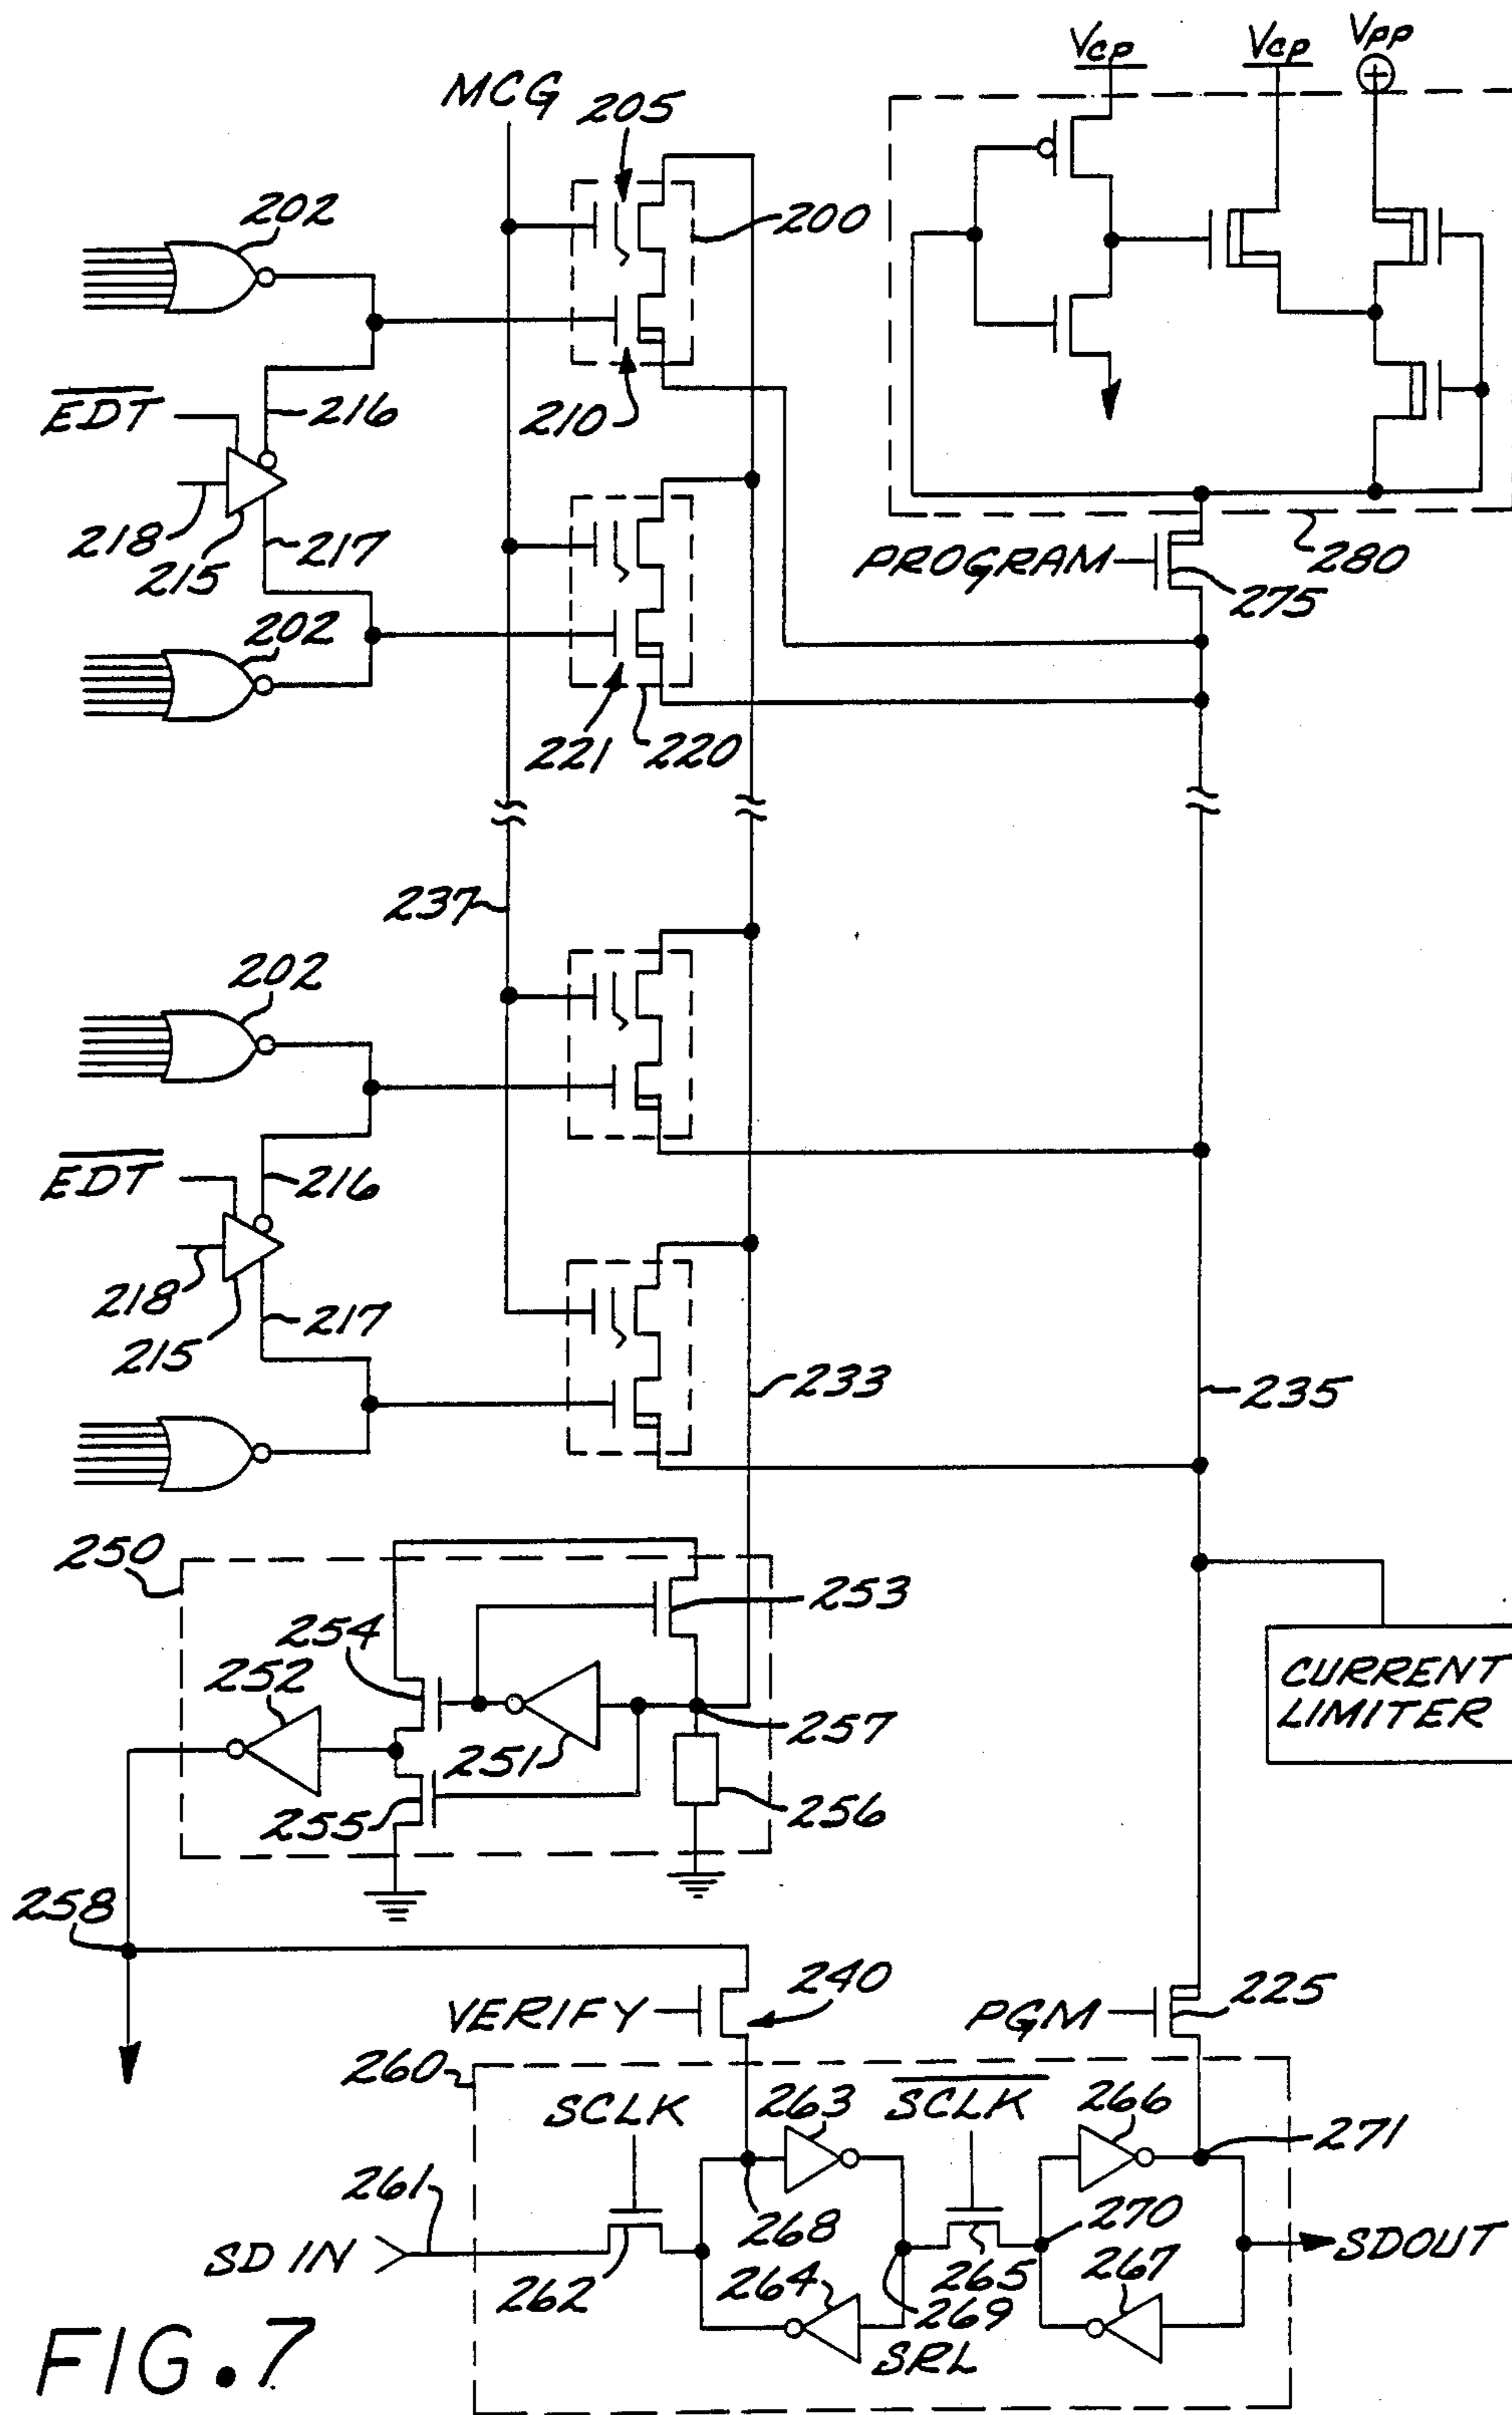 Vcp
Vcp
Vpp
+
MCG
205
202
200
EDT
216
210
218
215
217
PROGRAM
280
275
202
221
220
237
202
EDT
216
218
215
217
233
235
250
253
254
252
CURRENT
LIMITER
257
251
255
256
258
240
VERIFY
PGM
225
260
SCLK
263
SCLK
266
271
261
268
270
SD IN
SDOUT
262
264
265
267
269
SRL
FIG. 7